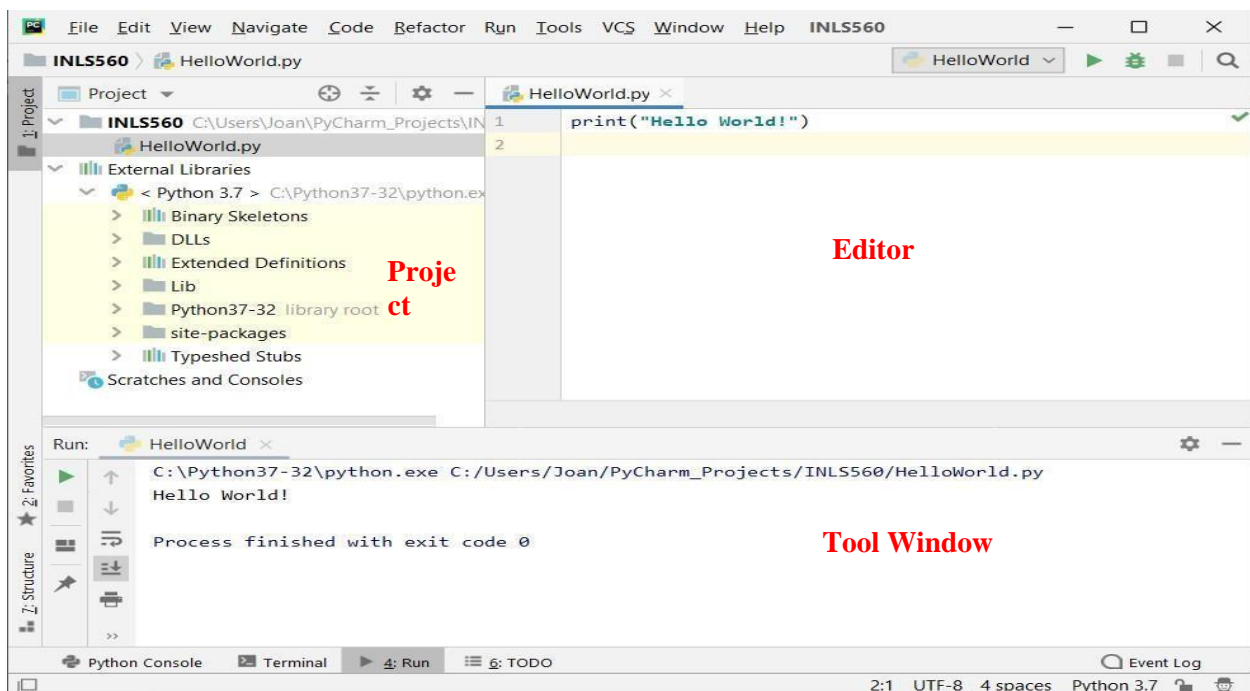 PC File Edit View Navigate Code Refactor Run Tools VCS Window Help INLS560
INLS560 HelloWorld.py HelloWorld
1: Project
Project
INLS560 C:\Users\Joan\PyCharm_Projects\IN
HelloWorld.py
External Libraries
< Python 3.7 > C:\Python37-32\python.ex
Binary Skeletons
DLLs
Extended Definitions
Lib
Python37-32 library root
site-packages
Typeshed Stubs
Scratches and Consoles
Proje
ct
HelloWorld.py
1 print("Hello World!")
2
Editor
2: Favorites
Z: Structure
Run: HelloWorld
C:\Python37-32\python.exe C:/Users/Joan/PyCharm_Projects/INLS560/HelloWorld.py
Hello World!
Process finished with exit code 0
Tool Window
>>
Python Console Terminal 4: Run 6: TODO Event Log
2:1 UTF-8 4 spaces Python 3.7